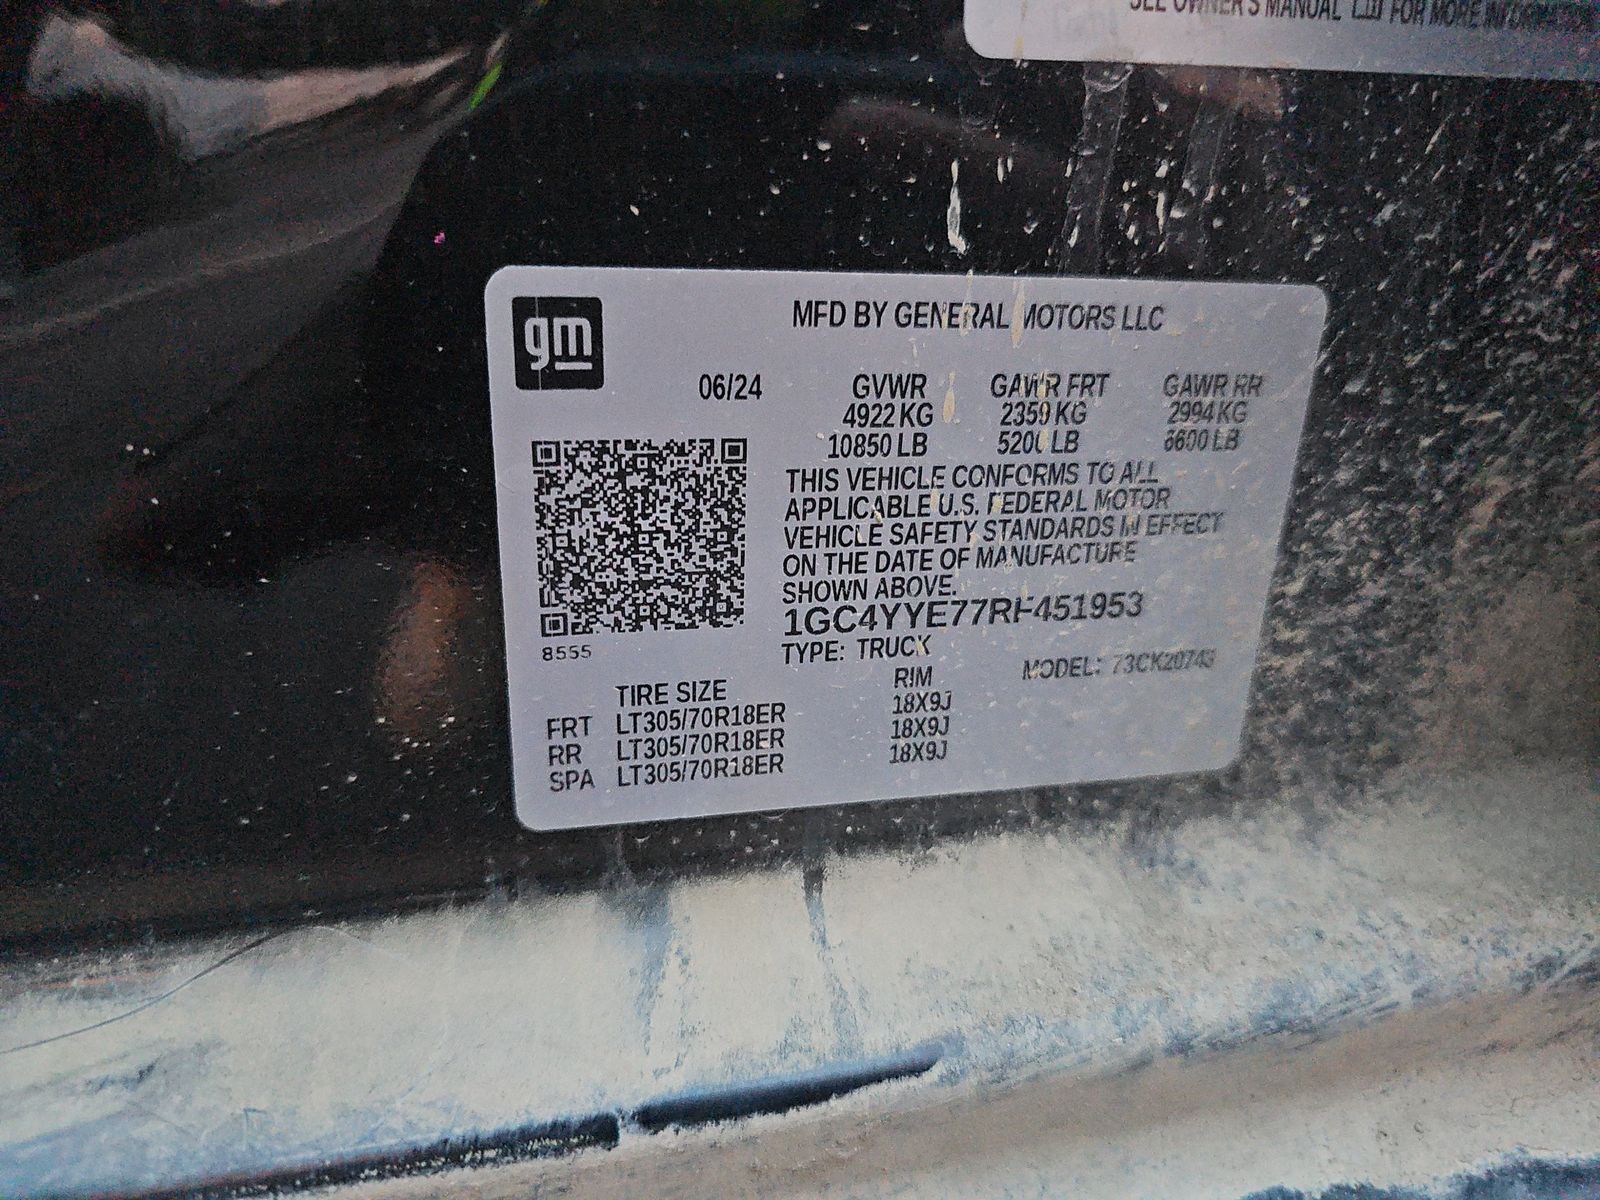 SEE OWNER'S MANUAL FOR MORE INFORMATION
gm
MFD BY GENERAL MOTORS LLC
06/24 GVWR GAWR FRT GAWR RR
4922 KG 2359 KG 2994 KG
10850 LB 5200 LB 6600 LB
THIS VEHICLE CONFORMS TO ALL
APPLICABLE U.S. FEDERAL MOTOR
VEHICLE SAFETY STANDARDS IN EFFECT
ON THE DATE OF MANUFACTURE
SHOWN ABOVE.
1GC4YYE77RF451953
8555
TYPE: TRUCK
MODEL: 73CK20743
TIRE SIZE RIM
FRT LT305/70R18ER 18X9J
RR LT305/70R18ER 18X9J
SPA LT305/70R18ER 18X9J